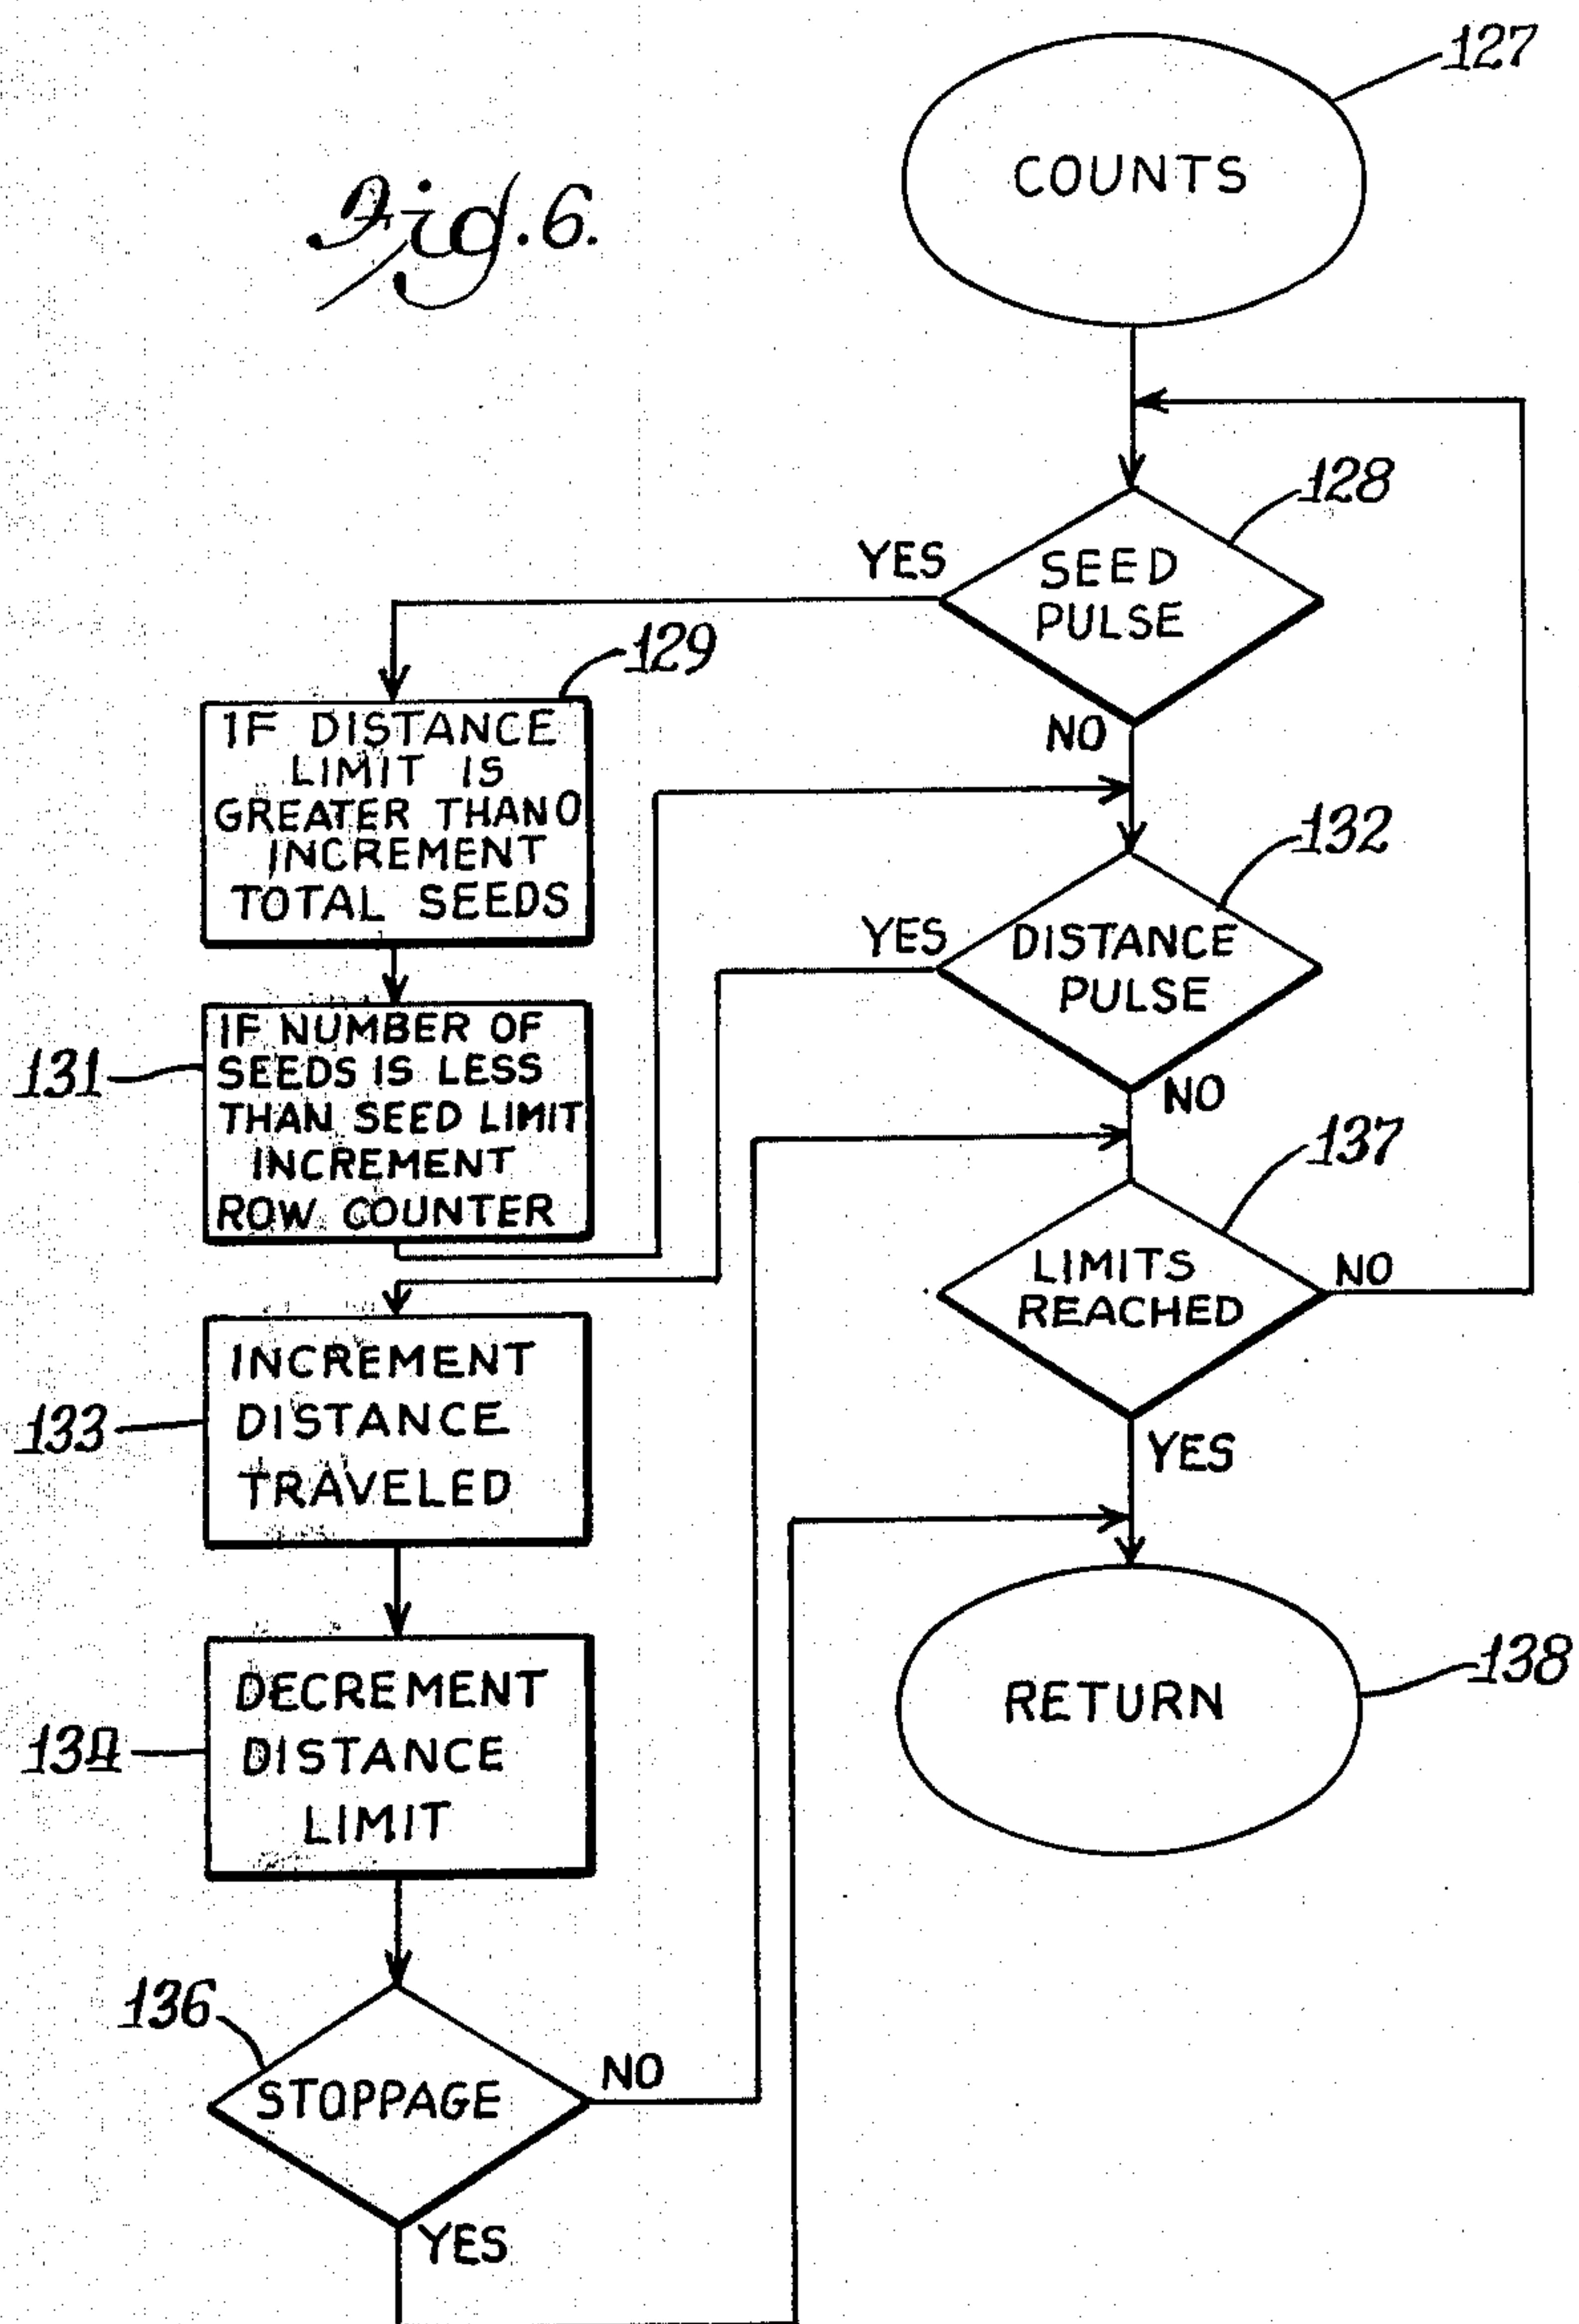 Fig. 6.
127
COUNTS
128
YES
SEED
PULSE
NO
129
IF DISTANCE
LIMIT IS
GREATER THAN 0
INCREMENT
TOTAL SEEDS
132
YES
DISTANCE
PULSE
NO
131
IF NUMBER OF
SEEDS IS LESS
THAN SEED LIMIT
INCREMENT
ROW COUNTER
137
LIMITS
REACHED
NO
YES
133
INCREMENT
DISTANCE
TRAVELED
138
RETURN
134
DECREMENT
DISTANCE
LIMIT
136
STOPPAGE
NO
YES